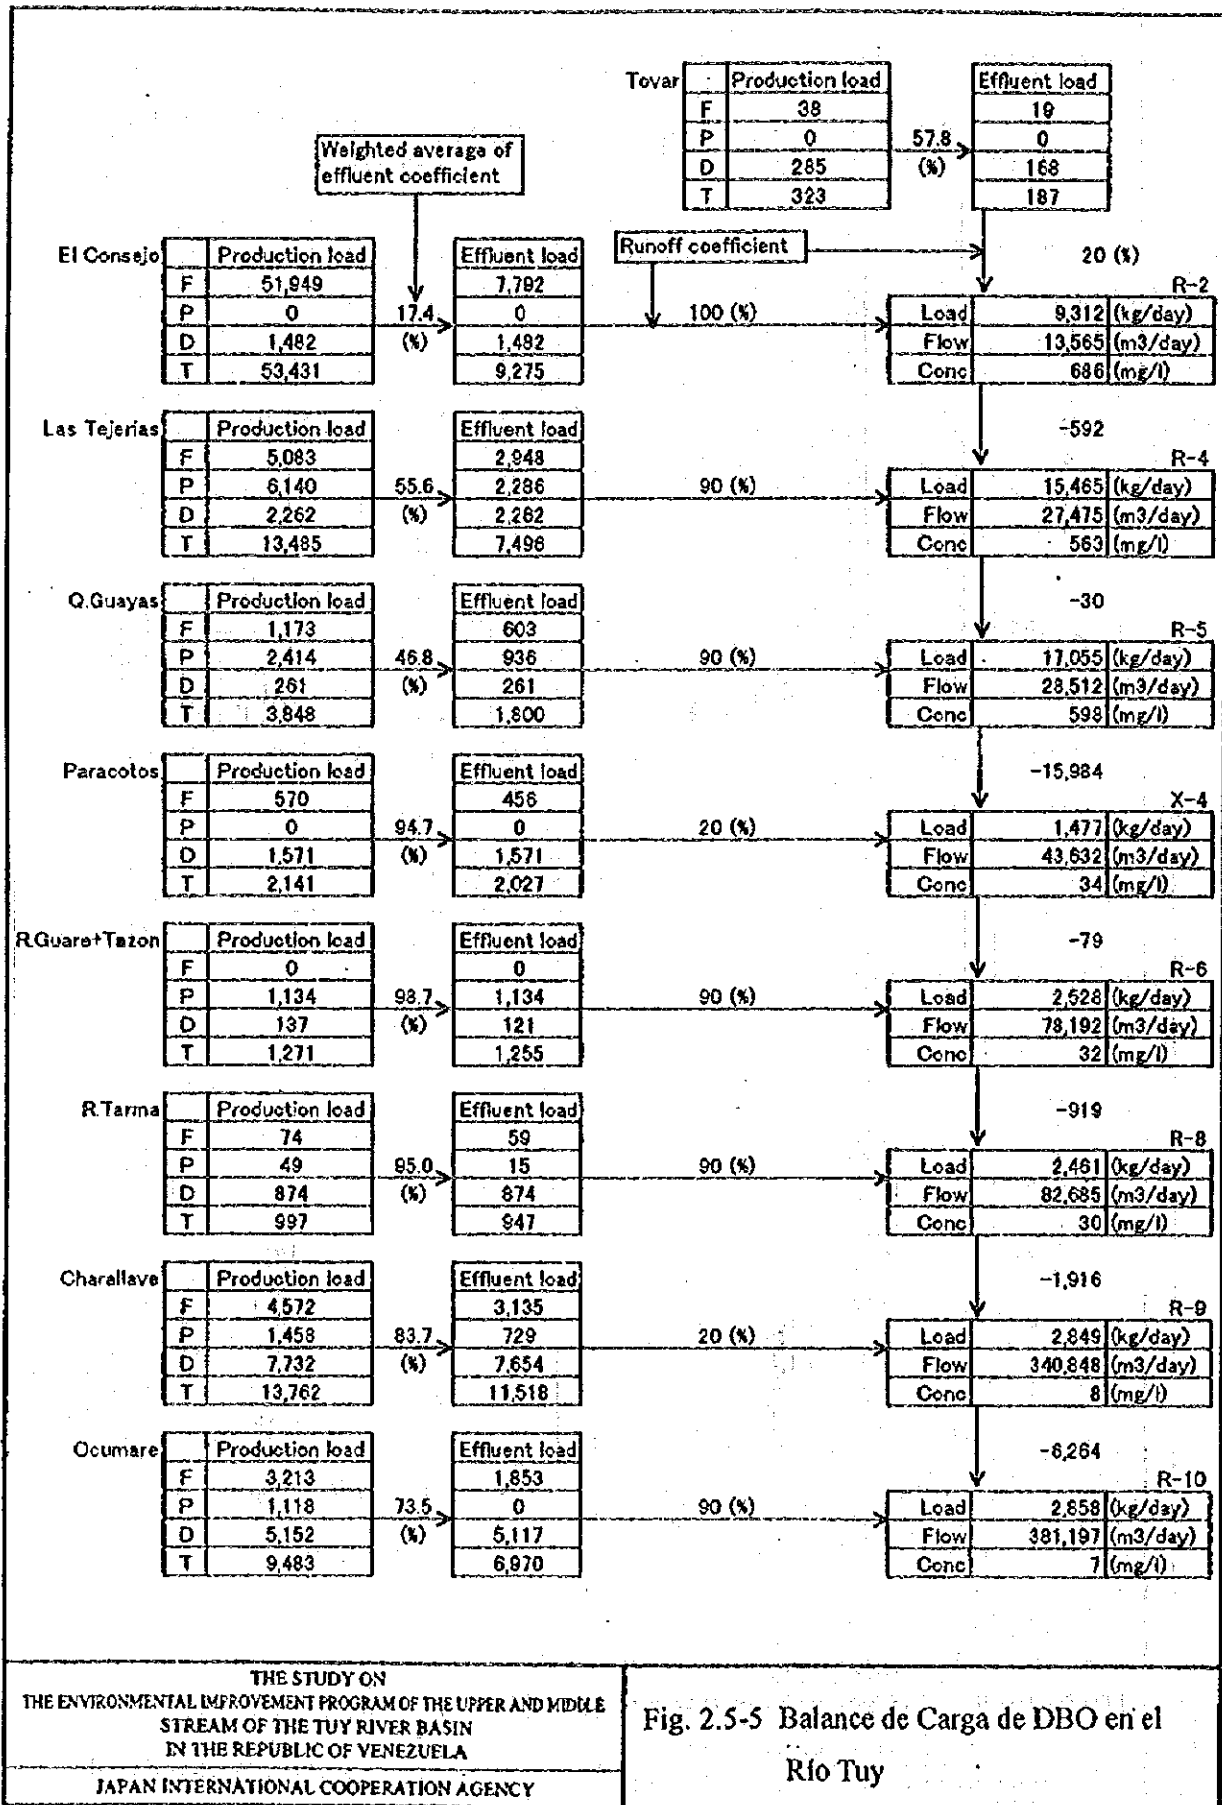 Tovar Production load Effluent load
F 38 19
P 0 57.8 0
D 285 (%) 168
T 323 187
Weighted average of
effluent coefficient
Runoff coefficient
20 (%)
El Consejo Production load Effluent load
R-2
F 51,949 7,792
P 0 17.4 0 100 (%) Load 9,312 (kg/day)
D 1,482 (%) 1,482 Flow 13,565 (m3/day)
T 53,431 9,275 Conc 686 (mg/l)
Las Tejerías Production load Effluent load -592
R-4
F 5,083 2,948
P 6,140 55.6 2,286 90 (%) Load 15,465 (kg/day)
D 2,262 (%) 2,262 Flow 27,475 (m3/day)
T 13,485 7,496 Conc 563 (mg/l)
Q.Guayas Production load Effluent load -30
R-5
F 1,173 603
P 2,414 46.8 936 90 (%) Load 17,055 (kg/day)
D 261 (%) 261 Flow 28,512 (m3/day)
T 3,848 1,800 Conc 598 (mg/l)
Paracotos Production load Effluent load -15,984
X-4
F 570 456
P 0 94.7 0 20 (%) Load 1,477 (kg/day)
D 1,571 (%) 1,571 Flow 43,632 (m3/day)
T 2,141 2,027 Conc 34 (mg/l)
R.Guare+Tazon Production load Effluent load -79
R-6
F 0 0
P 1,134 98.7 1,134 90 (%) Load 2,528 (kg/day)
D 137 (%) 121 Flow 78,192 (m3/day)
T 1,271 1,255 Conc 32 (mg/l)
R.Tarma Production load Effluent load -919
R-8
F 74 59
P 49 95.0 15 90 (%) Load 2,461 (kg/day)
D 874 (%) 874 Flow 82,685 (m3/day)
T 997 947 Conc 30 (mg/l)
Charallave Production load Effluent load -1,916
R-9
F 4,572 3,135
P 1,458 83.7 729 20 (%) Load 2,849 (kg/day)
D 7,732 (%) 7,654 Flow 340,848 (m3/day)
T 13,762 11,518 Conc 8 (mg/l)
Ocumare Production load Effluent load -6,264
R-10
F 3,213 1,853
P 1,118 73.5 0 90 (%) Load 2,858 (kg/day)
D 5,152 (%) 5,117 Flow 381,197 (m3/day)
T 9,483 6,970 Conc 7 (mg/l)
THE STUDY ON
THE ENVIRONMENTAL IMPROVEMENT PROGRAM OF THE UPPER AND MIDDLE
STREAM OF THE TUY RIVER BASIN
IN THE REPUBLIC OF VENEZUELA
JAPAN INTERNATIONAL COOPERATION AGENCY
Fig. 2.5-5 Balance de Carga de DBO en el
Río Tuy